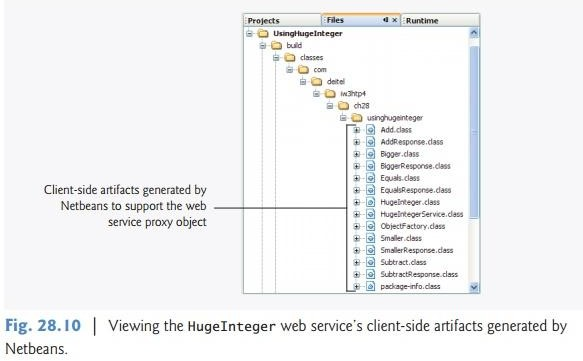 Projects
Files
Runtime
UsingHugeInteger
build
classes
com
deitel
iw3htp4
ch28
usinghugeinteger
Add.class
AddResponse.class
Bigger.class
BiggerResponse.class
Equals.class
EqualsResponse.class
HugeInteger.class
HugeIntegerService.class
ObjectFactory.class
Smaller.class
SmallerResponse.class
Subtract.class
SubtractResponse.class
package-info.class
Client-side artifacts generated by
Netbeans to support the web
service proxy object
Fig. 28.10 | Viewing the HugeInteger web service's client-side artifacts generated by
Netbeans.